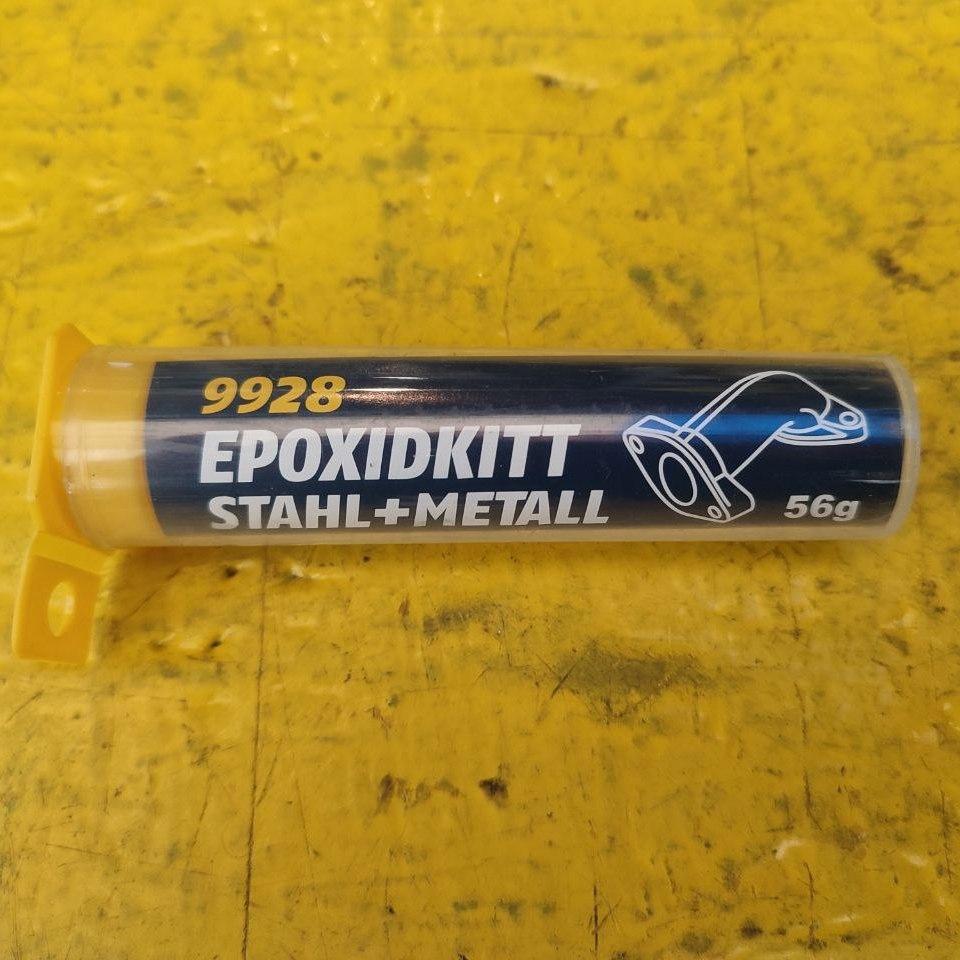 9928
EPOXIDKITT
STAHL+METALL
56g